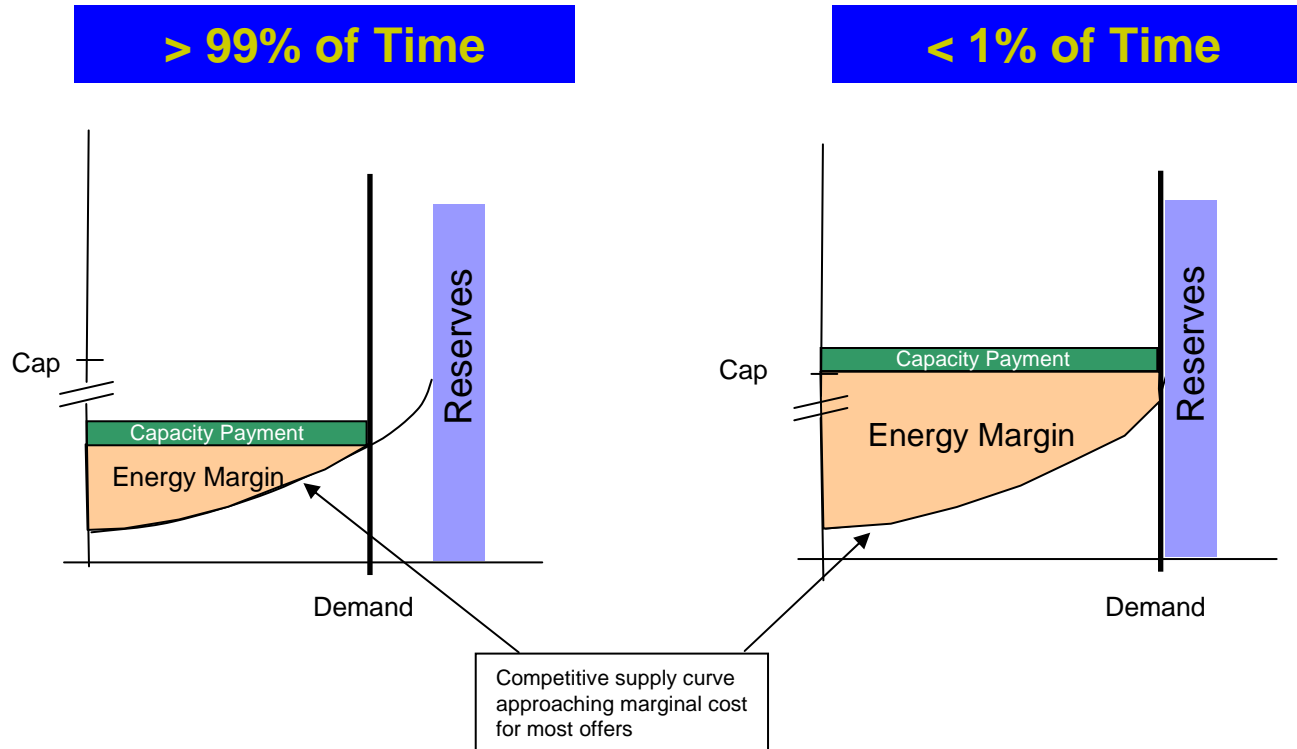 > 99% of Time
< 1% of Time
Cap
Capacity Payment
Energy Margin
Reserves
Demand
Cap
Capacity Payment
Energy Margin
Reserves
Demand
Competitive supply curve
approaching marginal cost
for most offers